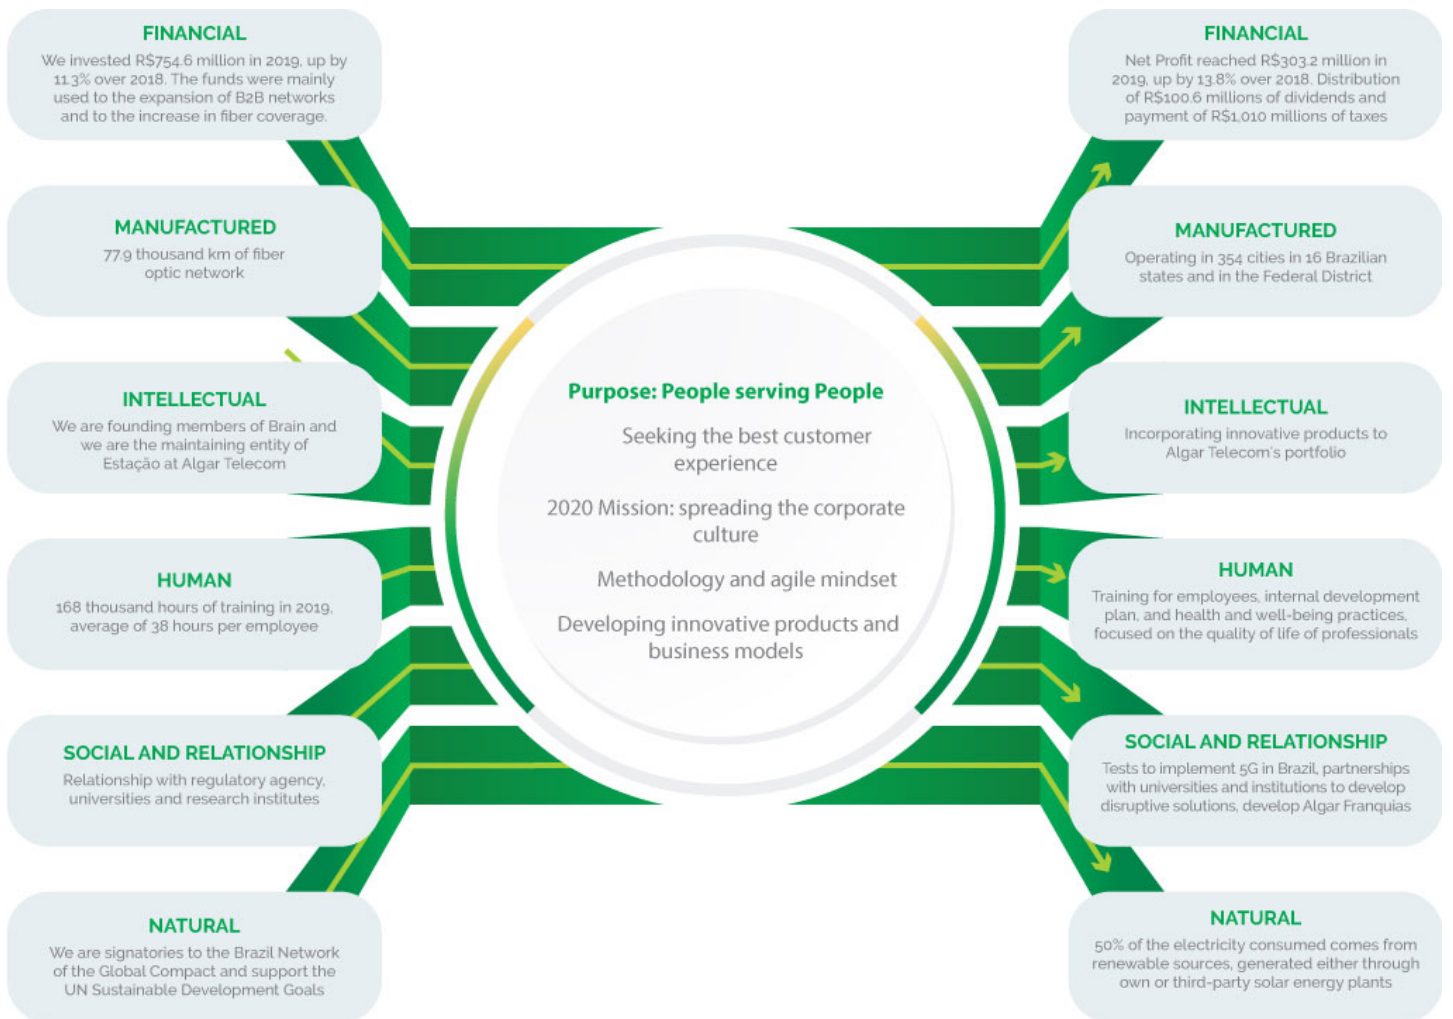 FINANCIAL
We invested R$754.6 million in 2019, up by
11.3% over 2018. The funds were mainly
used to the expansion of B2B networks
and to the increase in fiber coverage.
MANUFACTURED
77.9 thousand km of fiber
optic network
INTELLECTUAL
We are founding members of Brain and
we are the maintaining entity of
Estação at Algar Telecom
HUMAN
168 thousand hours of training in 2019,
average of 38 hours per employee
SOCIAL AND RELATIONSHIP
Relationship with regulatory agency,
universities and research institutes
NATURAL
We are signatories to the Brazil Network
of the Global Compact and support the
UN Sustainable Development Goals
Purpose: People serving People
Seeking the best customer
experience
2020 Mission: spreading the corporate
culture
Methodology and agile mindset
Developing innovative products and
business models
FINANCIAL
Net Profit reached R$303.2 million in
2019, up by 13.8% over 2018. Distribution
of R$100.6 millions of dividends and
payment of R$1,010 millions of taxes
MANUFACTURED
Operating in 354 cities in 16 Brazilian
states and in the Federal District
INTELLECTUAL
Incorporating innovative products to
Algar Telecom's portfolio
HUMAN
Training for employees, internal development
plan, and health and well-being practices,
focused on the quality of life of professionals
SOCIAL AND RELATIONSHIP
Tests to implement 5G in Brazil, partnerships
with universities and institutions to develop
disruptive solutions, develop Algar Franquias
NATURAL
50% of the electricity consumed comes from
renewable sources, generated either through
own or third-party solar energy plants